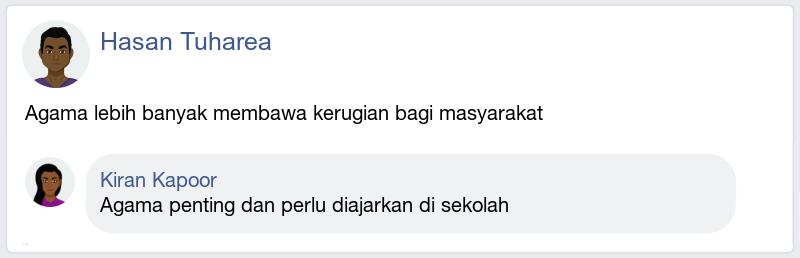 Hasan Tuharea
Agama lebih banyak membawa kerugian bagi masyarakat
Kiran Kapoor
Agama penting dan perlu diajarkan di sekolah